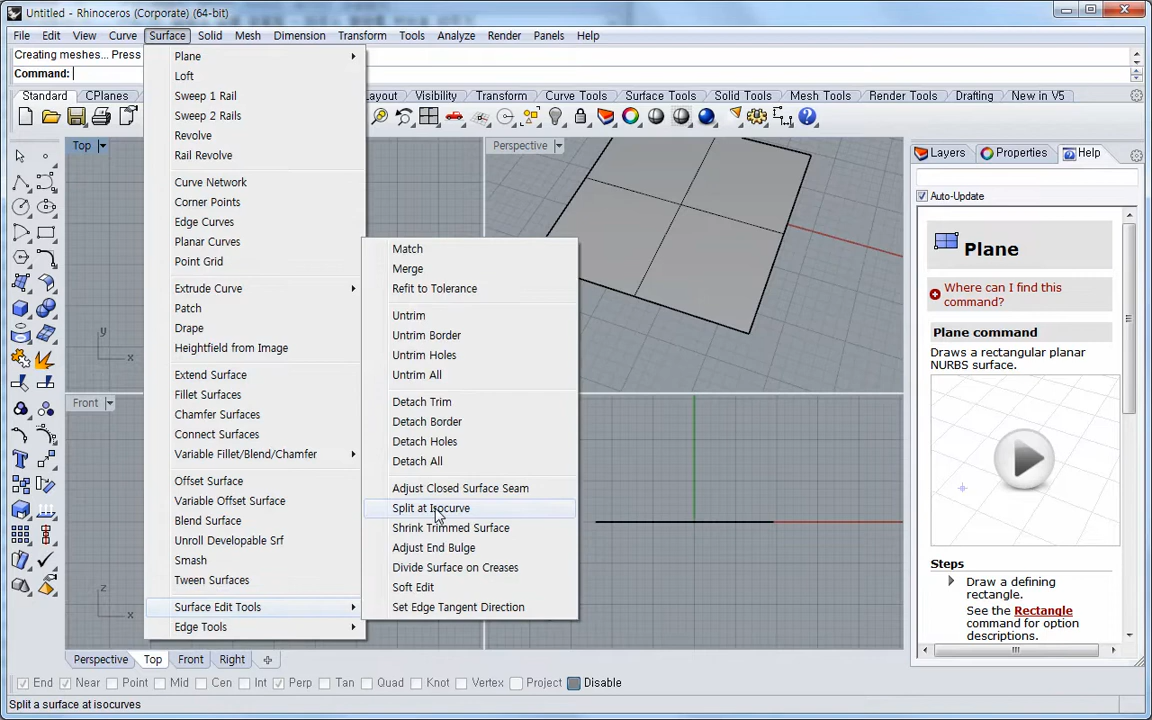 Untitled - Rhinoceros (Corporate) (64-bit)
File Edit View Curve Surface Solid Mesh Dimension Transform Tools Analyze Render Panels Help
Creating meshes... Press
Command:
Standard CPlanes Layout Visibility Transform Curve Tools Surface Tools Solid Tools Mesh Tools Render Tools Drafting New in V5
Plane
Loft
Sweep 1 Rail
Sweep 2 Rails
Revolve
Rail Revolve
Curve Network
Corner Points
Edge Curves
Planar Curves
Point Grid
Extrude Curve
Patch
Drape
Heightfield from Image
Extend Surface
Fillet Surfaces
Chamfer Surfaces
Connect Surfaces
Variable Fillet/Blend/Chamfer
Offset Surface
Variable Offset Surface
Blend Surface
Unroll Developable Srf
Smash
Tween Surfaces
Surface Edit Tools
Edge Tools
Match
Merge
Refit to Tolerance
Untrim
Untrim Border
Untrim Holes
Untrim All
Detach Trim
Detach Border
Detach Holes
Detach All
Adjust Closed Surface Seam
Split at Isocurve
Shrink Trimmed Surface
Adjust End Bulge
Divide Surface on Creases
Soft Edit
Set Edge Tangent Direction
Top
y
x
Perspective
Front
z
x
Layers Properties Help
Auto-Update
Plane
Where can I find this
command?
Plane command
Draws a rectangular planar
NURBS surface.
Steps
Draw a defining
rectangle.
See the Rectangle
command for option
descriptions.
Perspective Top Front Right
End Near Point Mid Cen Int Perp Tan Quad Knot Vertex Project Disable
Split a surface at isocurves